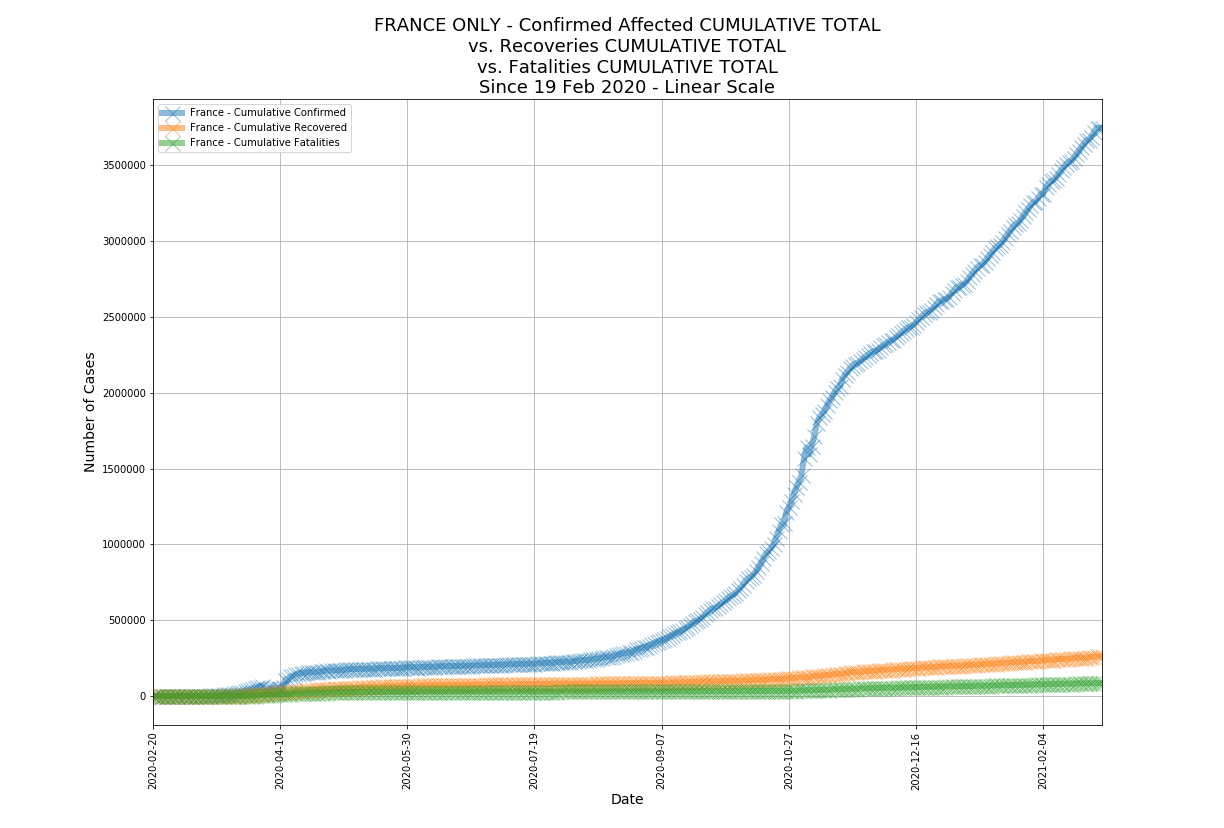 FRANCE ONLY - Confirmed Affected CUMULATIVE TOTAL
vs. Recoveries CUMULATIVE TOTAL
vs. Fatalities CUMULATIVE TOTAL
Since 19 Feb 2020 - Linear Scale
France - Cumulative Confirmed
France - Cumulative Recovered
France - Cumulative Fatalities
Number of Cases
3500000
3000000
2500000
2000000
1500000
1000000
500000
0
2020-02-20
2020-04-10
2020-05-30
2020-07-19
2020-09-07
2020-10-27
2020-12-16
2021-02-04
Date